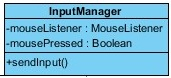 InputManager
-mouseListener : MouseListener
-mousePressed : Boolean
+sendInput()